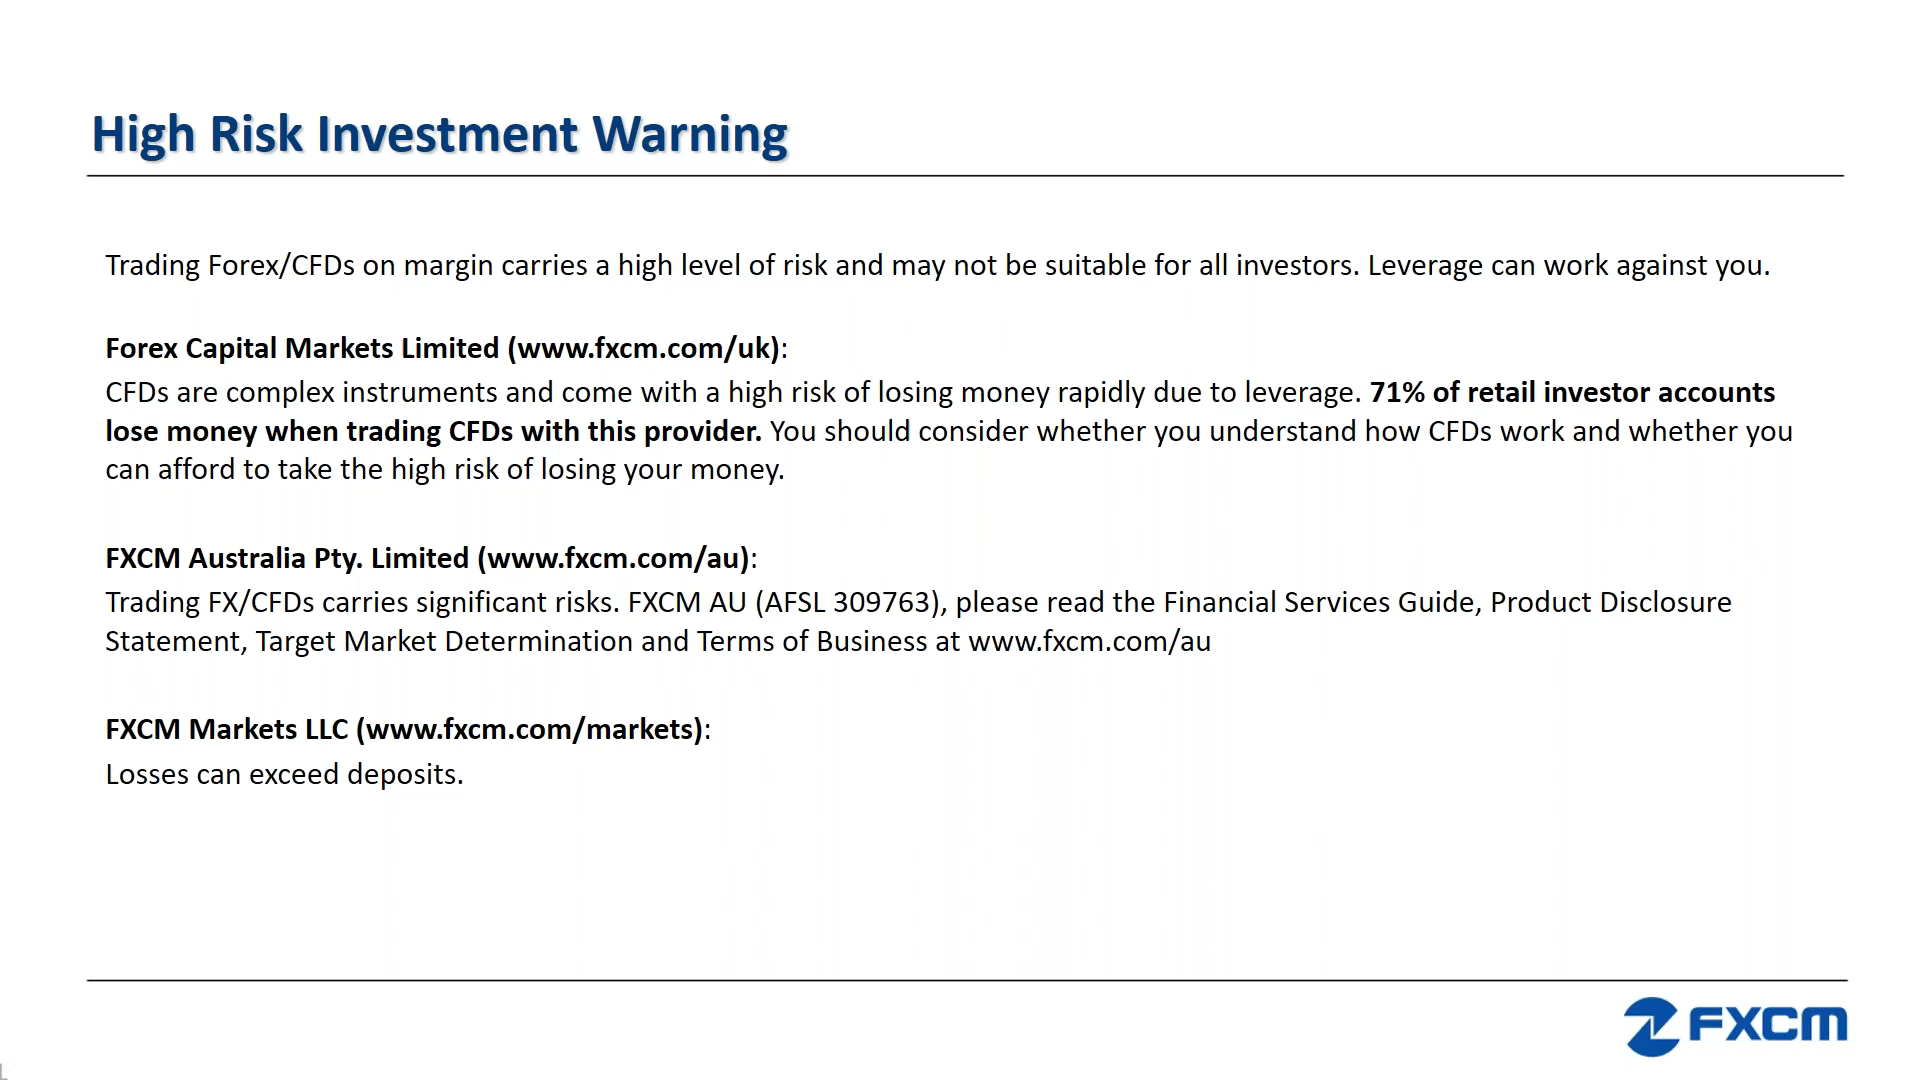 High Risk Investment Warning
Trading Forex/CFDs on margin carries a high level of risk and may not be suitable for all investors. Leverage can work against you.
Forex Capital Markets Limited (www.fxcm.com/uk):
CFDs are complex instruments and come with a high risk of losing money rapidly due to leverage. 71% of retail investor accounts
lose money when trading CFDs with this provider. You should consider whether you understand how CFDs work and whether you
can afford to take the high risk of losing your money.
FXCM Australia Pty. Limited (www.fxcm.com/au):
Trading FX/CFDs carries significant risks. FXCM AU (AFSL 309763), please read the Financial Services Guide, Product Disclosure
Statement, Target Market Determination and Terms of Business at www.fxcm.com/au
FXCM Markets LLC (www.fxcm.com/markets):
Losses can exceed deposits.
FXCM